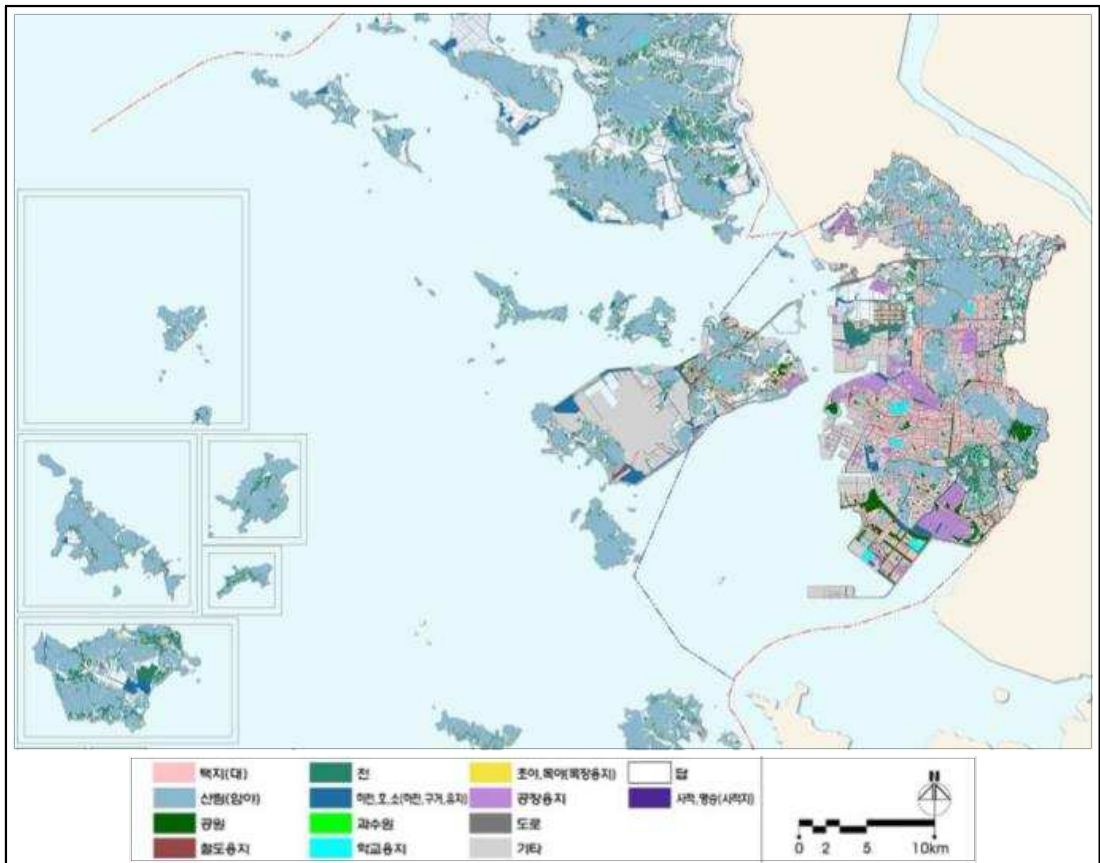 택지(대)
전
초야,목야(목장용지)
답
산림(임야)
하천,호,소(하천,구거,유지)
공장용지
사적,명승(사적지)
공원
과수원
도로
철도용지
학교용지
기타
N
0 2 5 10km